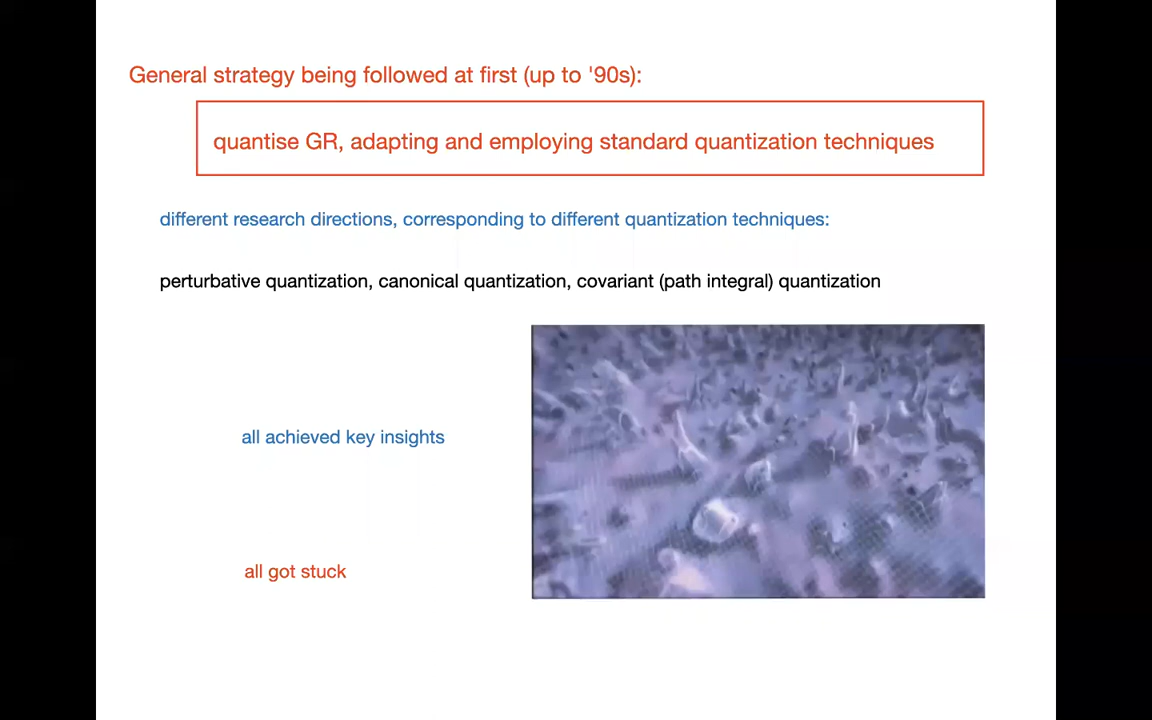 General strategy being followed at first (up to '90s):
quantise GR, adapting and employing standard quantization techniques
different research directions, corresponding to different quantization techniques:
perturbative quantization, canonical quantization, covariant (path integral) quantization
all achieved key insights
all got stuck